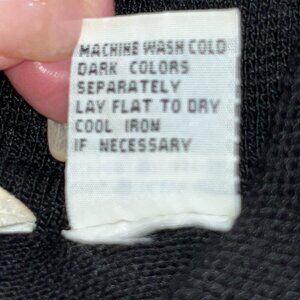 MACHINE WASH COLD
DARK COLORS
SEPARATELY
LAY FLAT TO DRY
COOL IRON
IF NECESSARY